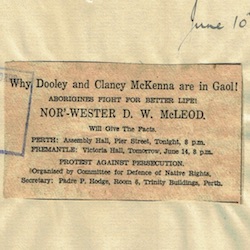 June 10
Why Dooley and Clancy McKenna are in Gaol!
ABORIGINES FIGHT FOR BETTER LIFE!
NOR'-WESTER D. W. McLEOD.
Will Give The Facts.
PERTH: Assembly Hall, Pier Street, Tonight, 8 p.m.
FREMANTLE: Victoria Hall, Tomorrow, June 14, 8 p.m.
PROTEST AGAINST PERSECUTION.
Organised by Committee for Defence of Native Rights,
Secretary: Padre P. Hodge, Room 6, Trinity Buildings, Perth.